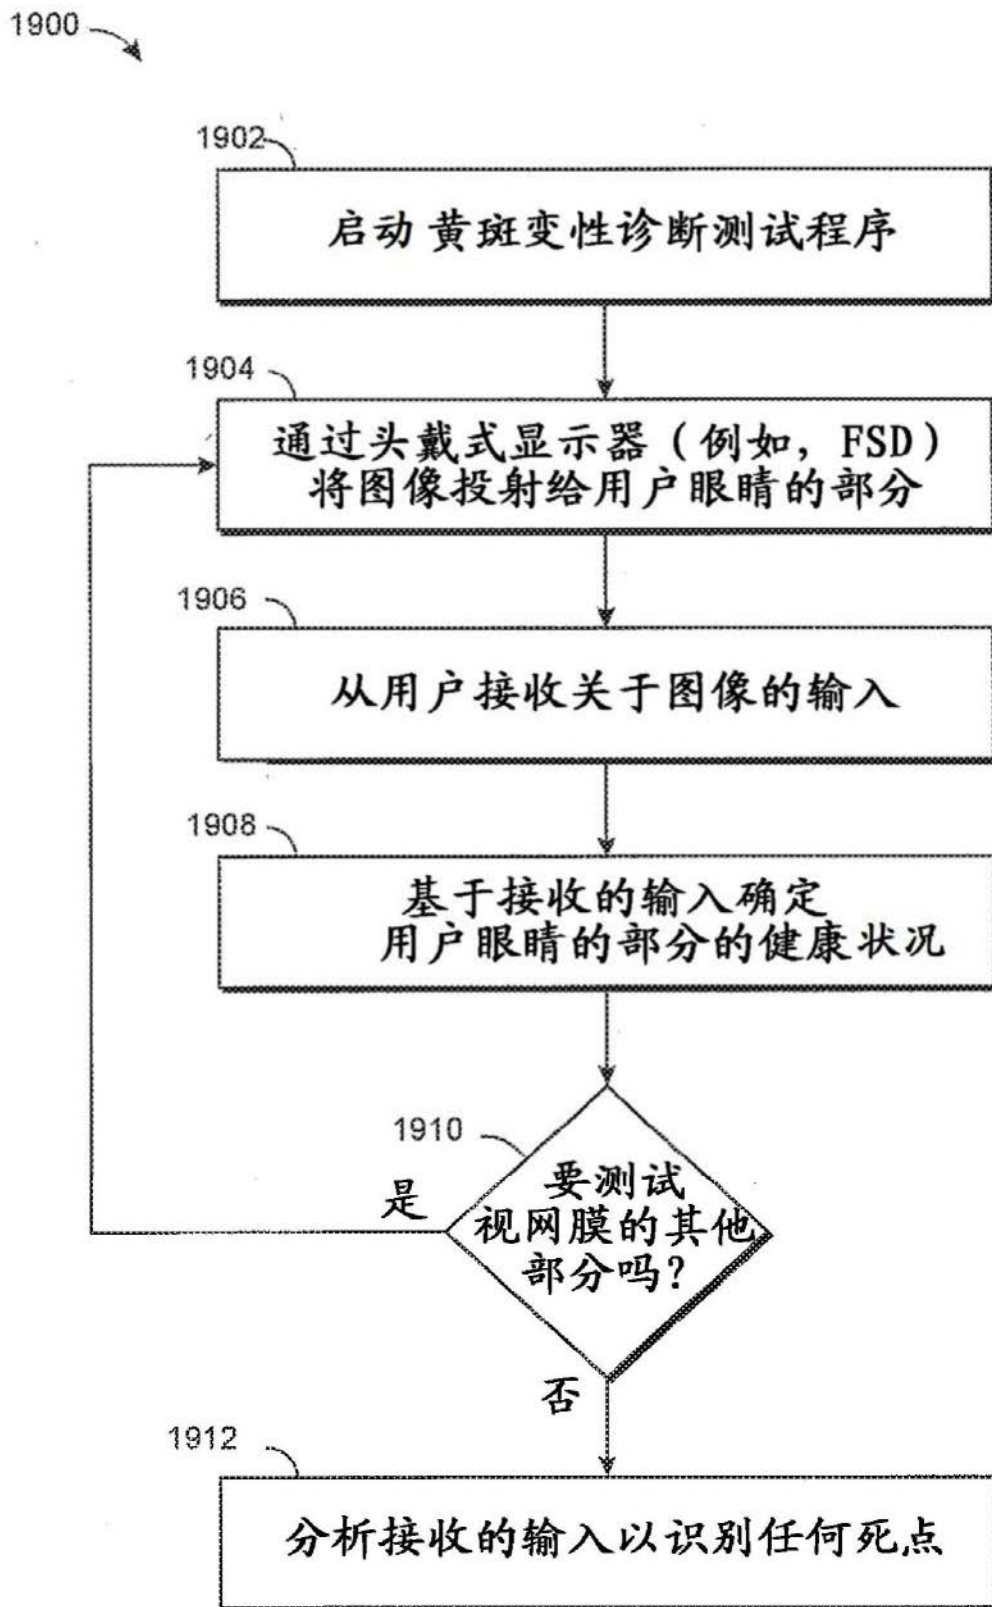 1900
1902
启动黄斑变性诊断测试程序
1904
通过头戴式显示器（例如，FSD）
将图像投射给用户眼睛的部分
1906
从用户接收关于图像的输入
1908
基于接收的输入确定
用户眼睛的部分的健康状况
1910
是
要测试
视网膜的其他
部分吗？
否
1912
分析接收的输入以识别任何死点